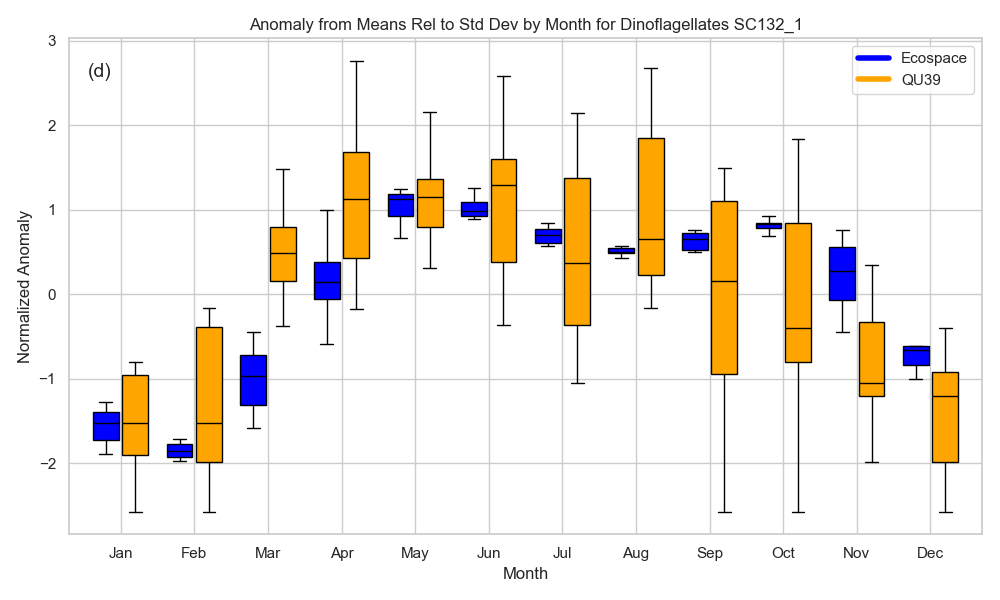 Anomaly from Means Rel to Std Dev by Month for Dinoflagellates SC132_1
(d)
Ecospace
QU39
Normalized Anomaly
3
2
1
0
−1
−2
Jan Feb Mar Apr May Jun Jul Aug Sep Oct Nov Dec
Month